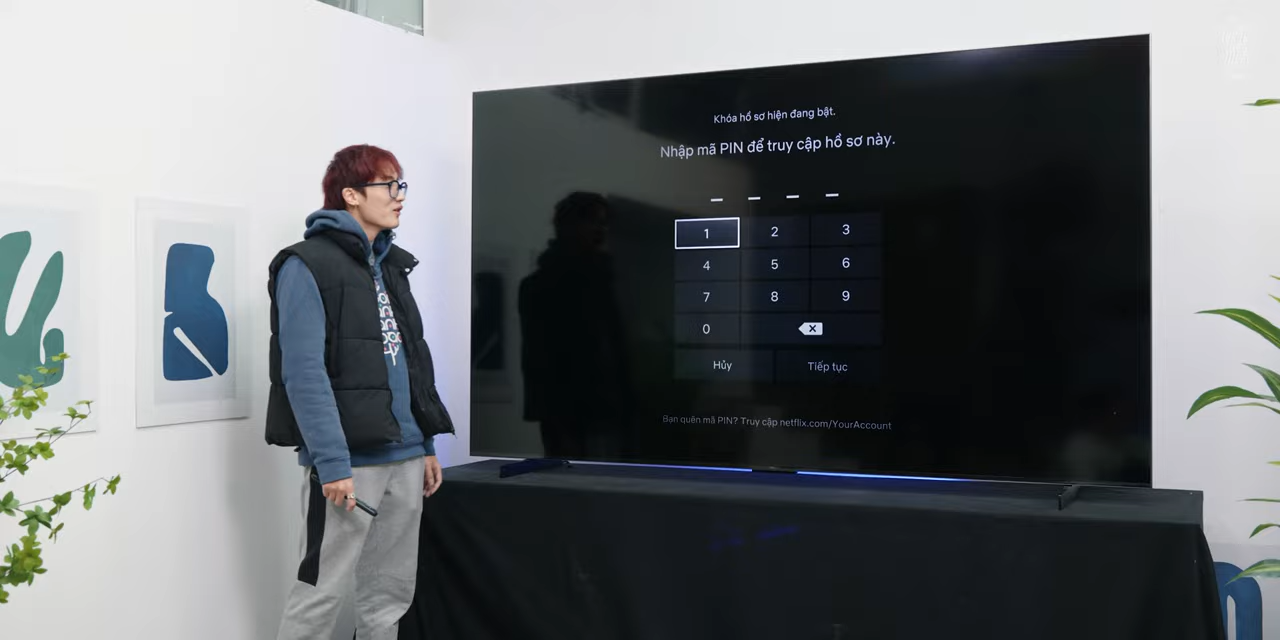 Khóa hồ sơ hiện đang bật.
Nhập mã PIN để truy cập hồ sơ này.
1 2 3
4 5 6
7 8 9
0
Hủy Tiếp tục
Bạn quên mã PIN? Truy cập netflix.com/YourAccount